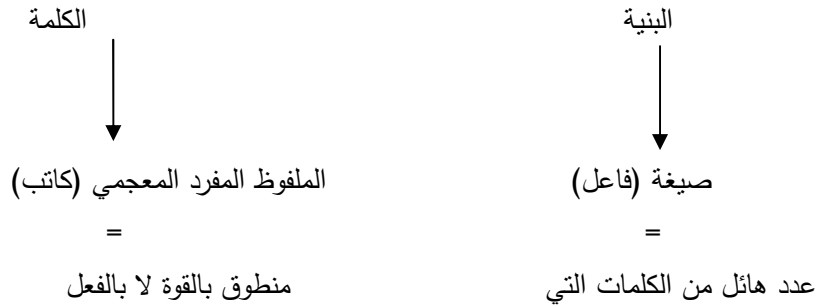 البنية الكلمة
صيغة (فاعل) الملفوظ المفرد المعجمي (كاتب)
= =
عدد هائل من الكلمات التي منطوق بالقوة لا بالفعل